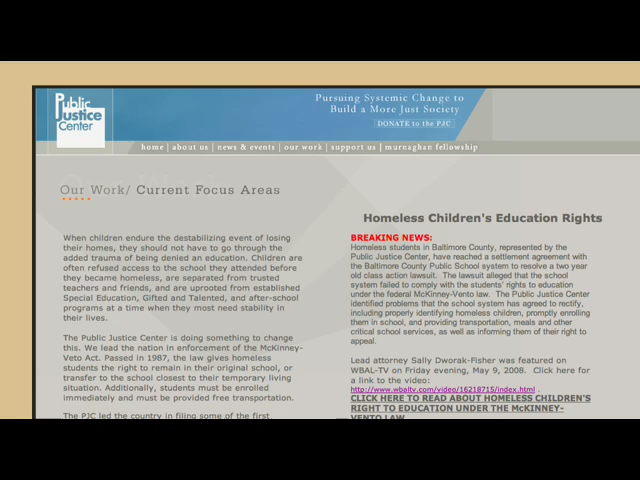 Public
Justice
Center
Pursuing Systemic Change to
Build a More Just Society
DONATE to the PJC
home | about us | news & events | our work | support us | murnaghan fellowship
Our Work/ Current Focus Areas
When children endure the destabilizing event of losing
their homes, they should not have to go through the
added trauma of being denied an education. Children are
often refused access to the school they attended before
they became homeless, are separated from trusted
teachers and friends, and are uprooted from established
Special Education, Gifted and Talented, and after-school
programs at a time when they most need stability in
their lives.
The Public Justice Center is doing something to change
this. We lead the nation in enforcement of the McKinney-
Veto Act. Passed in 1987, the law gives homeless
students the right to remain in their original school, or
transfer to the school closest to their temporary living
situation. Additionally, students must be enrolled
immediately and must be provided free transportation.
The PJC led the country in filing some of the first
Homeless Children's Education Rights
BREAKING NEWS:
Homeless students in Baltimore County, represented by the
Public Justice Center, have reached a settlement agreement with
the Baltimore County Public School system to resolve a two year
old class action lawsuit.  The lawsuit alleged that the school
system failed to comply with the students' rights to education
under the federal McKinney-Vento law.  The Public Justice Center
identified problems that the school system has agreed to rectify,
including properly identifying homeless children, promptly enrolling
them in school, and providing transportation, meals and other
critical school services, as well as informing them of their right to
appeal.
Lead attorney Sally Dworak-Fisher was featured on
WBAL-TV on Friday evening, May 9, 2008.  Click here for
a link to the video:
http://www.wbaltv.com/video/16218715/index.html .
CLICK HERE TO READ ABOUT HOMELESS CHILDREN'S
RIGHT TO EDUCATION UNDER THE McKINNEY-
VENTO LAW